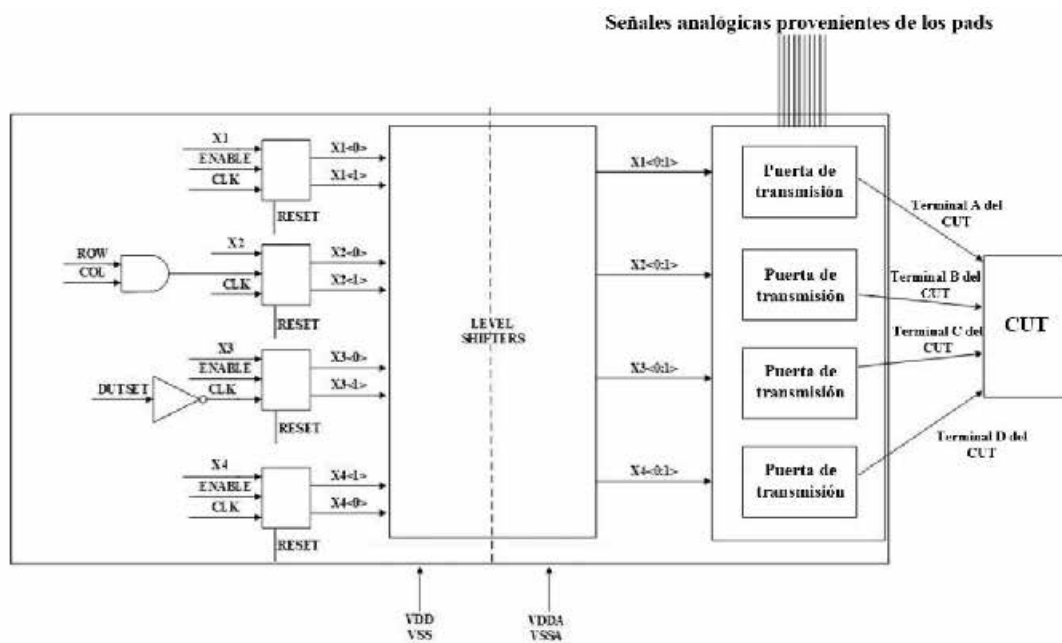 Señales analógicas provenientes de los pads
X1
ENABLE
CLK
RESET
X1<0>
X1<1>
ROW
COL
X2
CLK
RESET
X2<0>
X2<1>
DUTSET
X3
ENABLE
CLK
RESET
X3<0>
X3<1>
X4
ENABLE
CLK
RESET
X4<1>
X4<0>
LEVEL
SHIFTERS
X1<0:1>
X2<0:1>
X3<0:1>
X4<0:1>
Puerta de
transmisión
Puerta de
transmisión
Puerta de
transmisión
Puerta de
transmisión
Terminal A del
CUT
Terminal B del
CUT
Terminal C del
CUT
Terminal D del
CUT
CUT
VDD
VSS
VDDA
VSSA